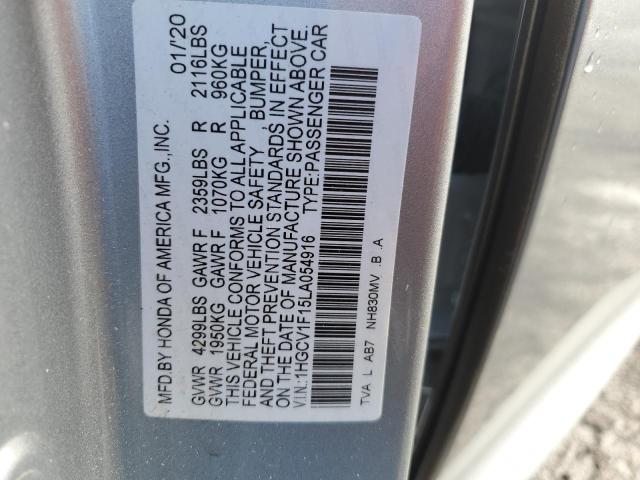 MFD.BY HONDA OF AMERICA MFG.,INC. 01/'20
GVWR 4299LBS GAWR F 2359LBS R 2116LBS
GVWR 1950KG GAWR F 1070KG R 960KG
THIS VEHICLE CONFORMS TO ALL APPLICABLE
FEDERAL MOTOR VEHICLE SAFETY, BUMPER,
AND THEFT PREVENTION STANDARDS IN EFFECT
ON THE DATE OF MANUFACTURE SHOWN ABOVE.
V.I.N.:1HGCV1F15LA054916 TYPE:PASSENGER CAR
TVA L AB7 NH830MV .B .A